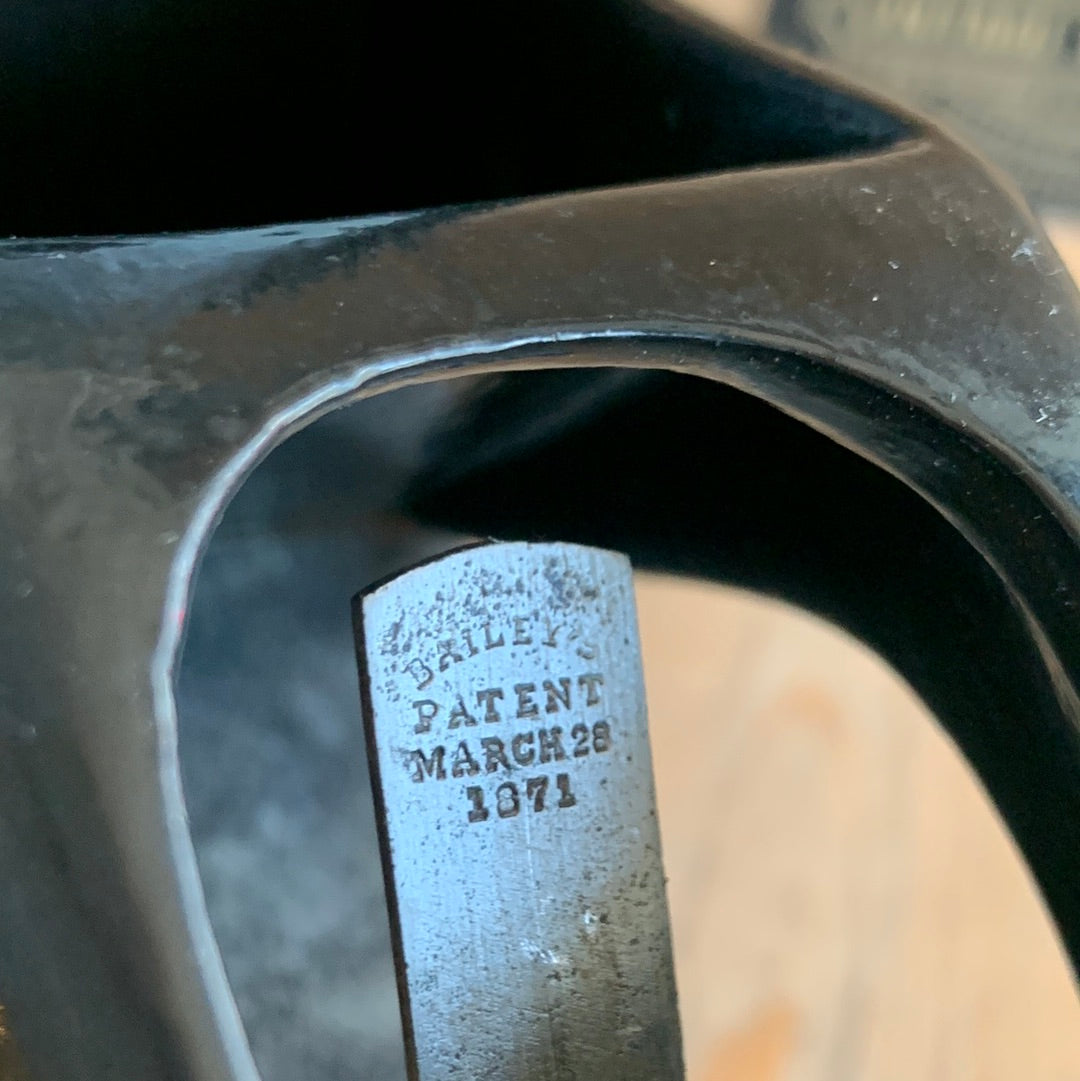 BAILEY'S
PATENT
MARCH 28
1871